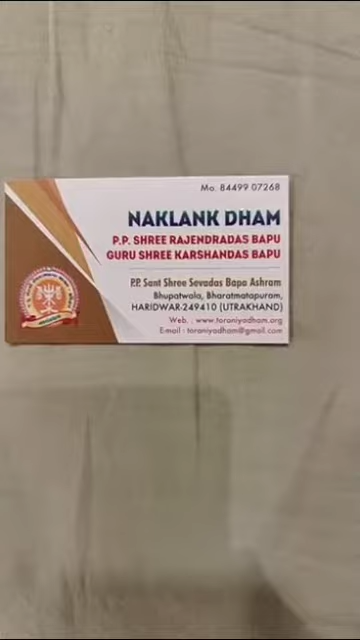 Mo. 84499 07268
NAKLANK DHAM
P.P. SHREE RAJENDRADAS BAPU
GURU SHREE KARSHANDAS BAPU
P.P. Sant Shree Sevadas Bapa Ashram
Bhupatwala, Bharatmatapuram,
HARIDWAR-249410 (UTRAKHAND)
Web. : www.toraniyadham.org
E-mail : toraniyadham@gmail.com